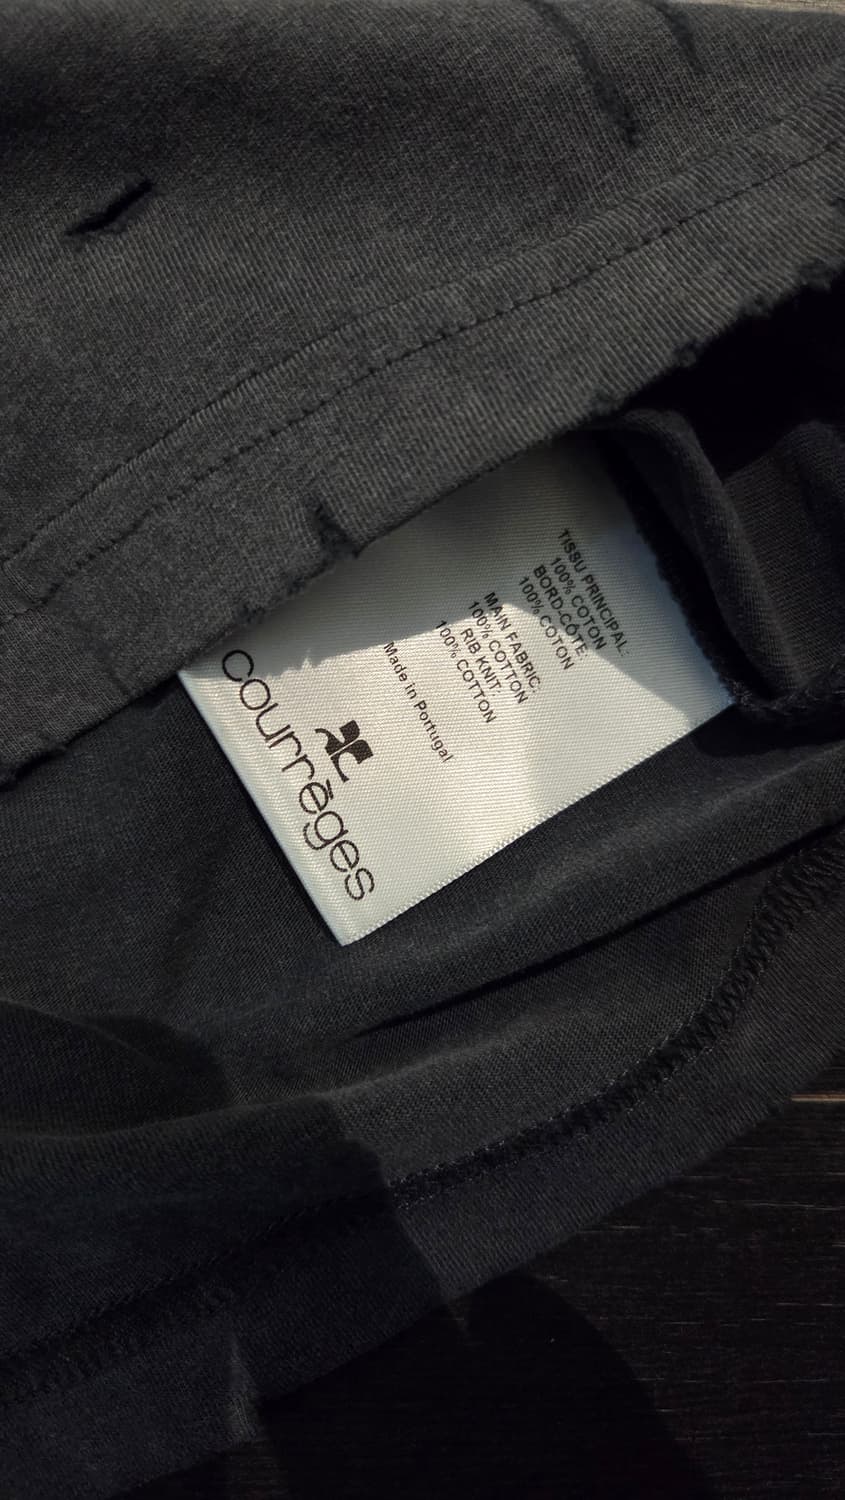 TISSU PRINCIPAL:
100% COTON
BORD-CÔTE:
100% COTON
MAIN FABRIC:
100% COTTON
RIB KNIT:
100% COTTON
Made in Portugal
courrèges